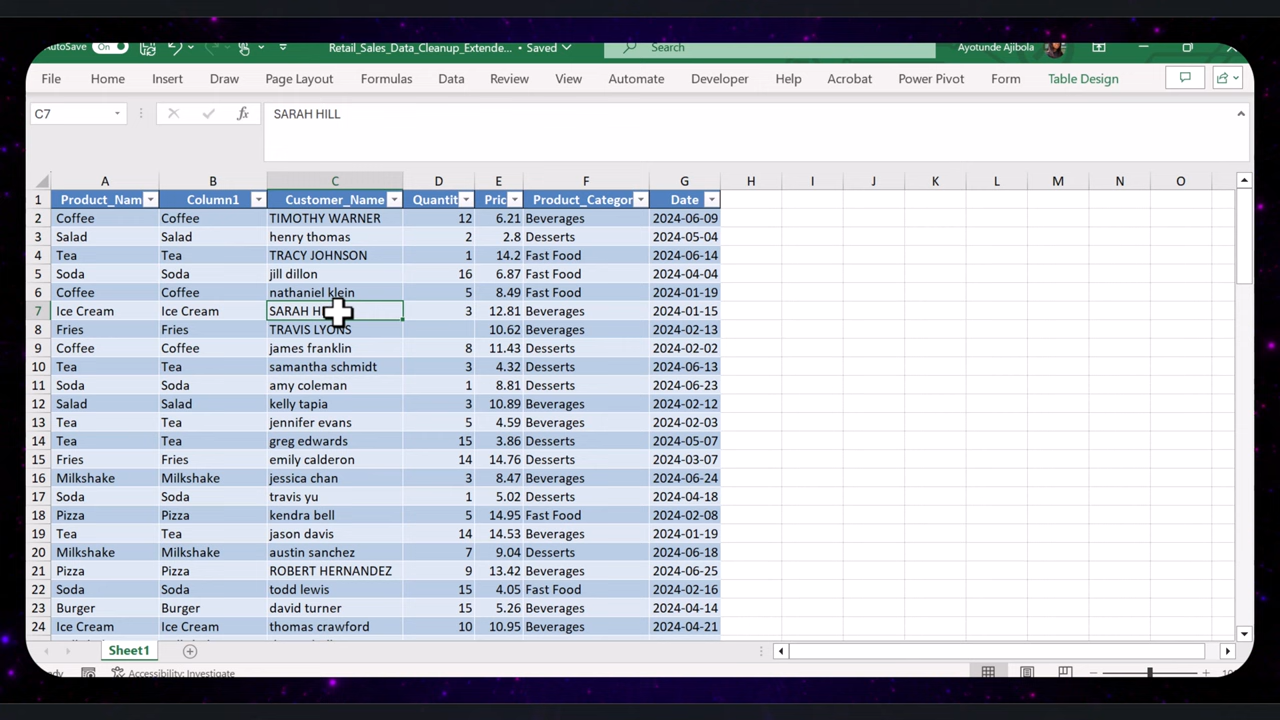 AutoSave On Retail_Sales_Data_Cleanup_Extende... • Saved Search Ayotunde Ajibola
File Home Insert Draw Page Layout Formulas Data Review View Automate Developer Help Acrobat Power Pivot Form Table Design
C7 fx SARAH HILL
A B C D E F G H I J K L M N O
1 Product_Nam Column1 Customer_Name Quantit Pric Product_Categor Date
2 Coffee Coffee TIMOTHY WARNER 12 6.21 Beverages 2024-06-09
3 Salad Salad henry thomas 2 2.8 Desserts 2024-05-04
4 Tea Tea TRACY JOHNSON 1 14.2 Fast Food 2024-06-14
5 Soda Soda jill dillon 16 6.87 Fast Food 2024-04-04
6 Coffee Coffee nathaniel klein 5 8.49 Fast Food 2024-01-19
7 Ice Cream Ice Cream SARAH HILL 3 12.81 Beverages 2024-01-15
8 Fries Fries TRAVIS LYONS 10.62 Beverages 2024-02-13
9 Coffee Coffee james franklin 8 11.43 Desserts 2024-02-02
10 Tea Tea samantha schmidt 3 4.32 Desserts 2024-06-13
11 Soda Soda amy coleman 1 8.81 Desserts 2024-06-23
12 Salad Salad kelly tapia 3 10.89 Beverages 2024-02-12
13 Tea Tea jennifer evans 5 4.59 Beverages 2024-02-03
14 Tea Tea greg edwards 15 3.86 Desserts 2024-05-07
15 Fries Fries emily calderon 14 14.76 Desserts 2024-03-07
16 Milkshake Milkshake jessica chan 3 8.47 Beverages 2024-06-24
17 Soda Soda travis yu 1 5.02 Desserts 2024-04-18
18 Pizza Pizza kendra bell 5 14.95 Fast Food 2024-02-08
19 Tea Tea jason davis 14 14.53 Beverages 2024-01-19
20 Milkshake Milkshake austin sanchez 7 9.04 Desserts 2024-06-18
21 Pizza Pizza ROBERT HERNANDEZ 9 13.42 Beverages 2024-06-25
22 Soda Soda todd lewis 15 4.05 Fast Food 2024-02-16
23 Burger Burger david turner 15 5.26 Beverages 2024-04-14
24 Ice Cream Ice Cream thomas crawford 10 10.95 Beverages 2024-04-21
Sheet1
Accessibility: Investigate